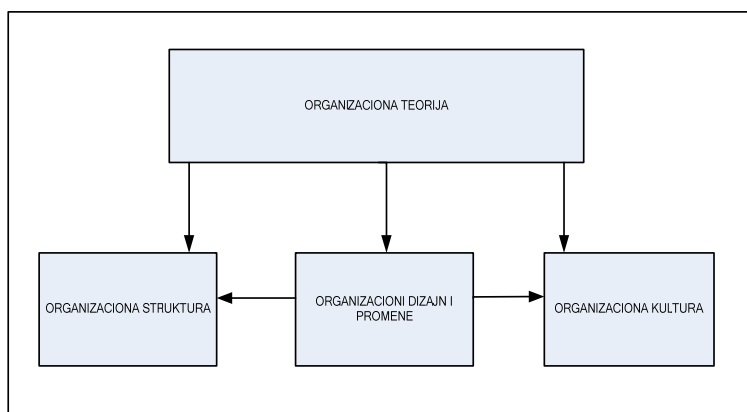 ORGANIZACIONA TEORIJA
ORGANIZACIONA STRUKTURA
ORGANIZACIONI DIZAJN I
PROMENE
ORGANIZACIONA KULTURA